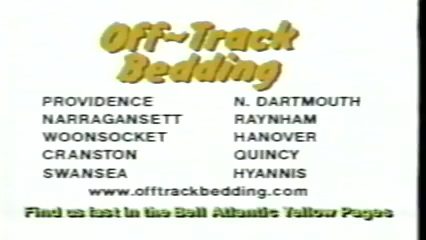 Off~Track
Bedding
PROVIDENCE
NARRAGANSETT
WOONSOCKET
CRANSTON
SWANSEA
N. DARTMOUTH
RAYNHAM
HANOVER
QUINCY
HYANNIS
www.offtrackbedding.com
Find us fast in the Bell Atlantic Yellow Pages